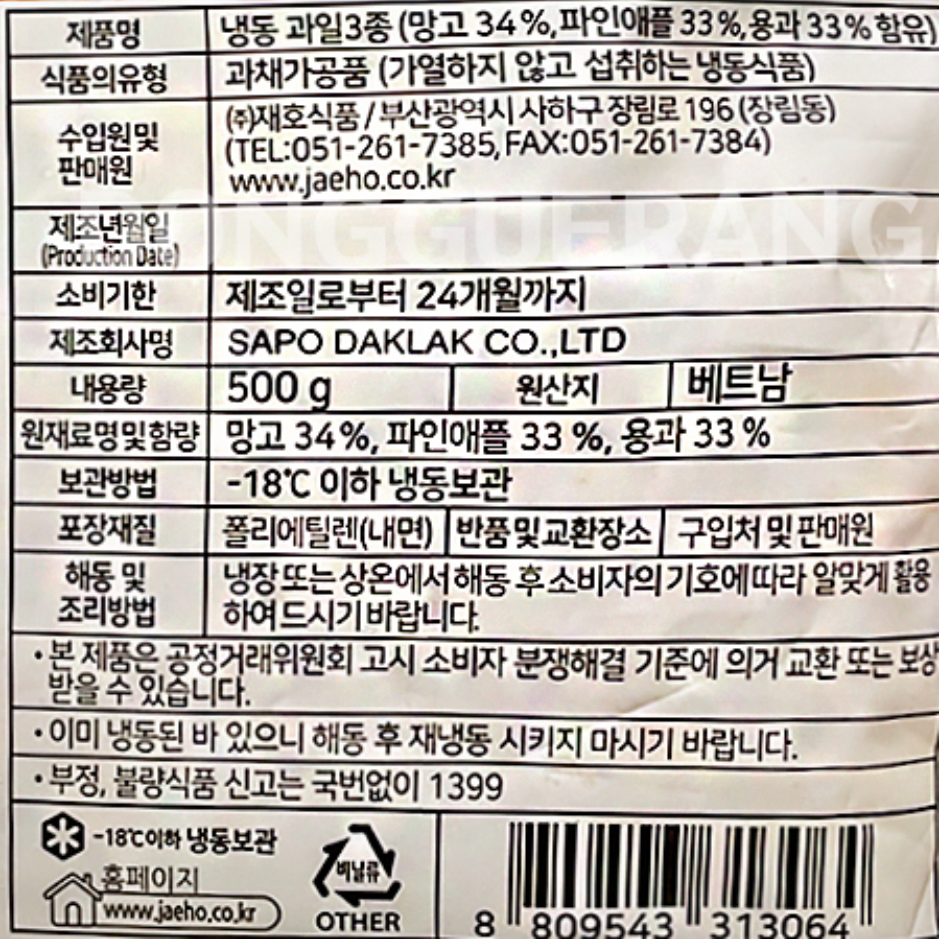 제품명 냉동 과일3종 (망고 34%, 파인애플 33%, 용과 33% 함유)
식품의유형 과채가공품 (가열하지 않고 섭취하는 냉동식품)
수입원 및 판매원
(주)재호식품 / 부산광역시 사하구 장림로 196 (장림동)
(TEL:051-261-7385, FAX:051-261-7384)
www.jaeho.co.kr
제조년월일
(Production Date)
소비기한 제조일로부터 24개월까지
제조회사명 SAPO DAKLAK CO.,LTD
내용량 500 g 원산지 베트남
원재료명 및 함량 망고 34%, 파인애플 33 %, 용과 33 %
보관방법 -18℃ 이하 냉동보관
포장재질 폴리에틸렌(내면) 반품 및 교환장소 구입처 및 판매원
해동 및
조리방법
냉장 또는 상온에서 해동 후 소비자의 기호에 따라 알맞게 활용
하여 드시기 바랍니다.
• 본 제품은 공정거래위원회 고시 소비자 분쟁해결 기준에 의거 교환 또는 보상
받을 수 있습니다.
• 이미 냉동된 바 있으니 해동 후 재냉동 시키지 마시기 바랍니다.
• 부정, 불량식품 신고는 국번없이 1399
-18℃이하 냉동보관
홈페이지
www.jaeho.co.kr
비닐류
OTHER
8 809543 313064